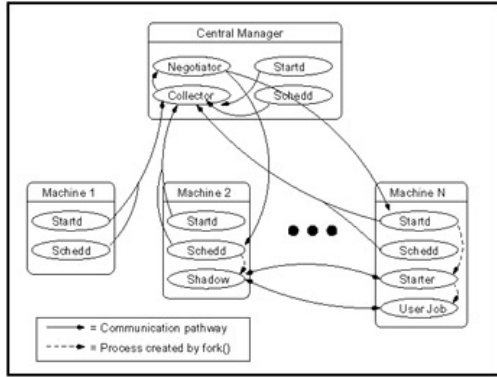 Central Manager
Negotiator
Startd
Collector
Schedd
Machine 1
Startd
Schedd
Machine 2
Startd
Schedd
Shadow
Machine N
Startd
Schedd
Starter
User Job
= Communication pathway
= Process created by fork()